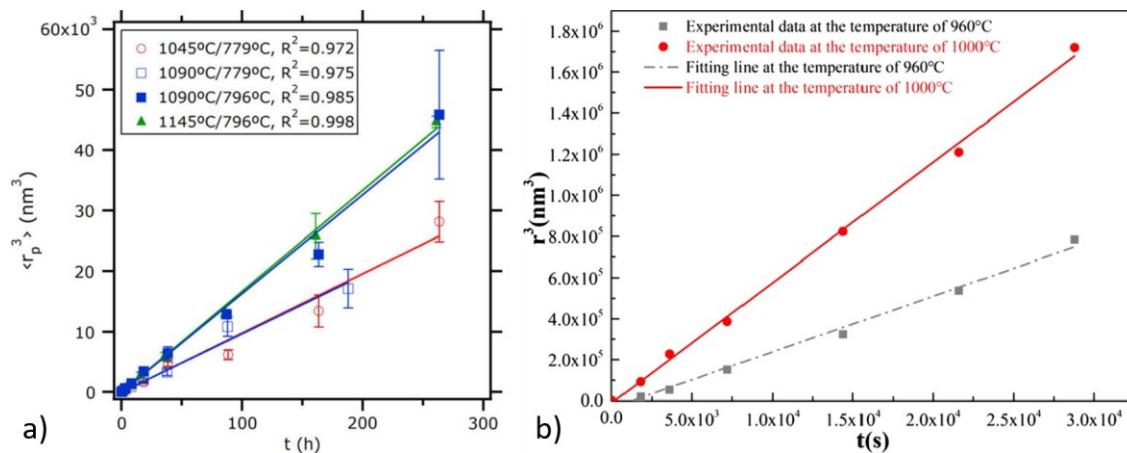 60x10³
50
40
30
20
10
0
<rₚ³> (nm³)
1045ºC/779ºC, R²=0.972
1090ºC/779ºC, R²=0.975
1090ºC/796ºC, R²=0.985
1145ºC/796ºC, R²=0.998
0
100
200
300
t (h)
a)
1.8x10⁶
1.6x10⁶
1.4x10⁶
1.2x10⁶
1.0x10⁶
8.0x10⁵
6.0x10⁵
4.0x10⁵
2.0x10⁵
0.0
r³(nm³)
Experimental data at the temperature of 960°C
Experimental data at the temperature of 1000°C
Fitting line at the temperature of 960°C
Fitting line at the temperature of 1000°C
0.0
5.0x10³
1.0x10⁴
1.5x10⁴
2.0x10⁴
2.5x10⁴
3.0x10⁴
t(s)
b)